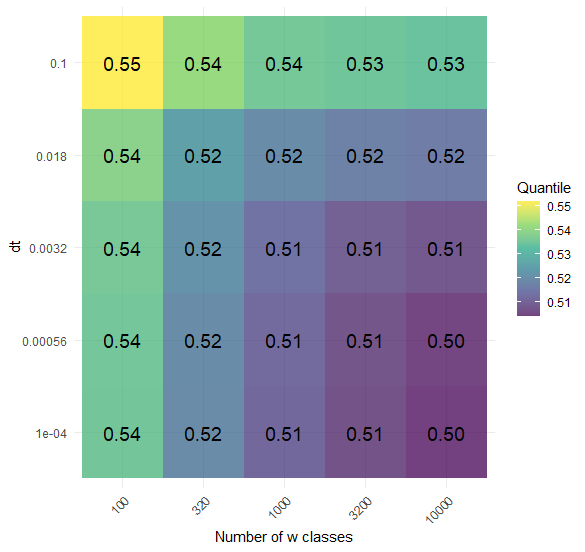 0.1 0.55 0.54 0.54 0.53 0.53
0.018 0.54 0.52 0.52 0.52 0.52
0.0032 0.54 0.52 0.51 0.51 0.51
0.00056 0.54 0.52 0.51 0.51 0.50
1e-04 0.54 0.52 0.51 0.51 0.50
100 320 1000 3200 10000
Number of w classes
dt
Quantile
0.55
0.54
0.53
0.52
0.51